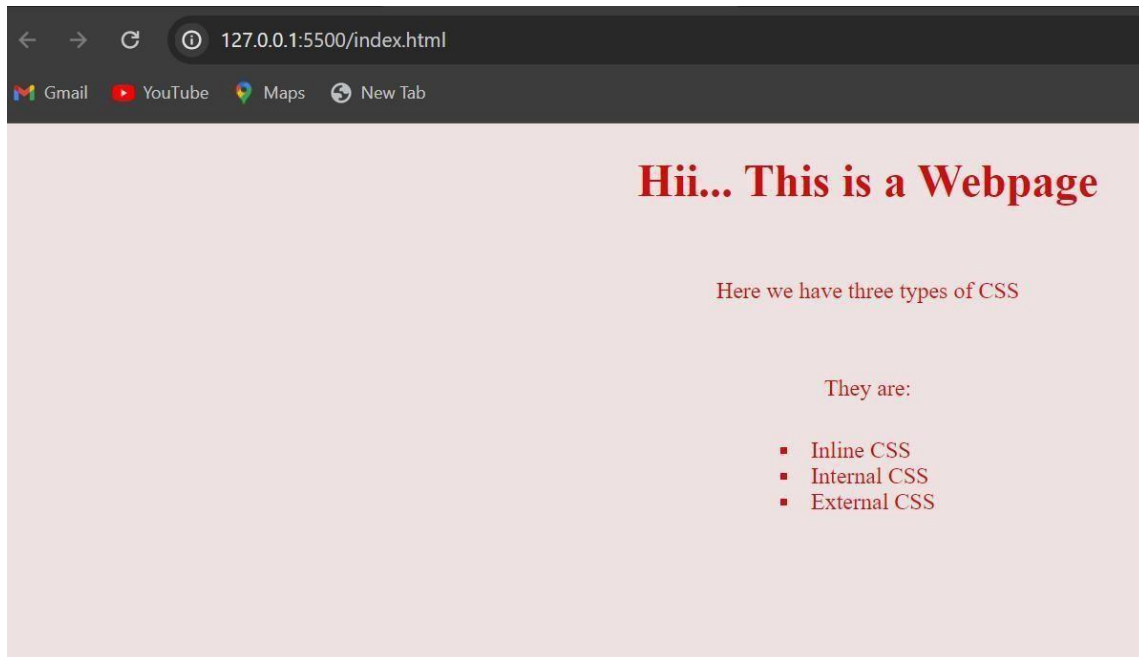 127.0.0.1:5500/index.html
Gmail YouTube Maps New Tab
Hii... This is a Webpage
Here we have three types of CSS
They are:
Inline CSS
Internal CSS
External CSS